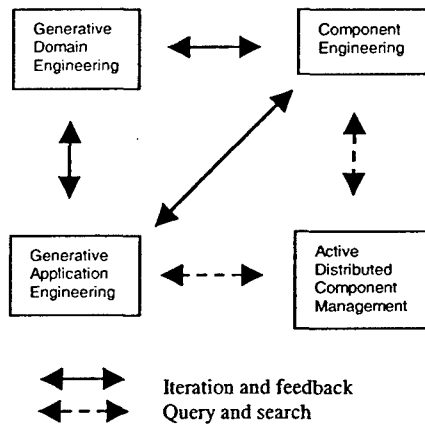 Generative
Domain
Engineering
Component
Engineering
Generative
Application
Engineering
Active
Distributed
Component
Management
Iteration and feedback
Query and search